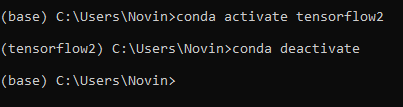 (base) C:\Users\Novin>conda activate tensorflow2
(tensorflow2) C:\Users\Novin>conda deactivate
(base) C:\Users\Novin>